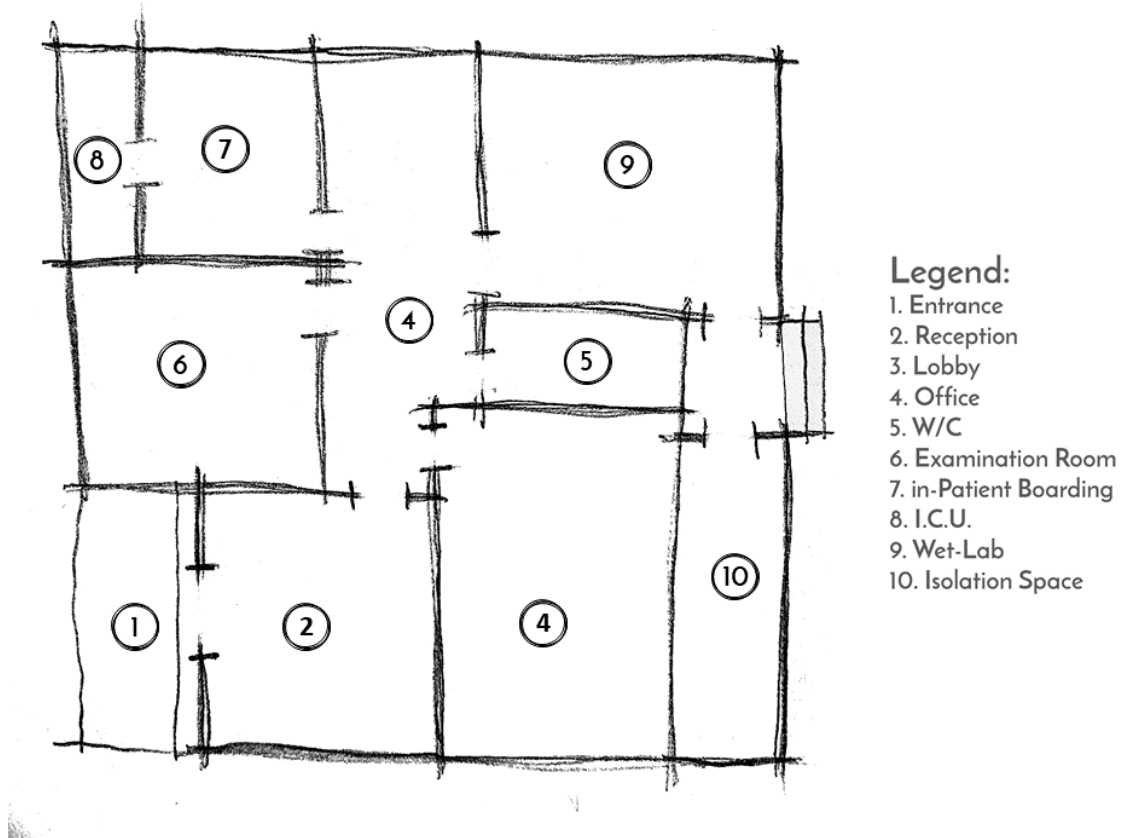 8
7
9
4
5
6
1
2
4
10
Legend:
1. Entrance
2. Reception
3. Lobby
4. Office
5. W/C
6. Examination Room
7. in-Patient Boarding
8. I.C.U.
9. Wet-Lab
10. Isolation Space